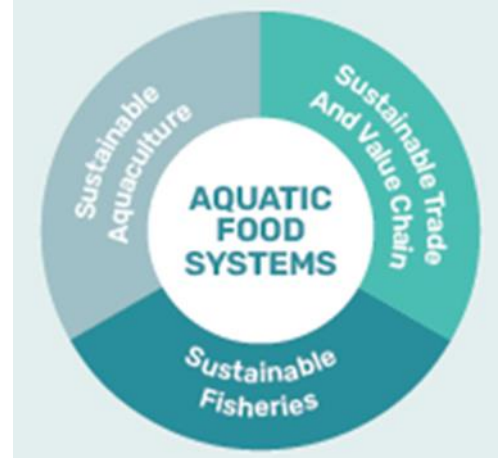 AQUATIC
FOOD
SYSTEMS
Sustainable Trade
And Value Chain
Sustainable
Fisheries
Sustainable
Aquaculture